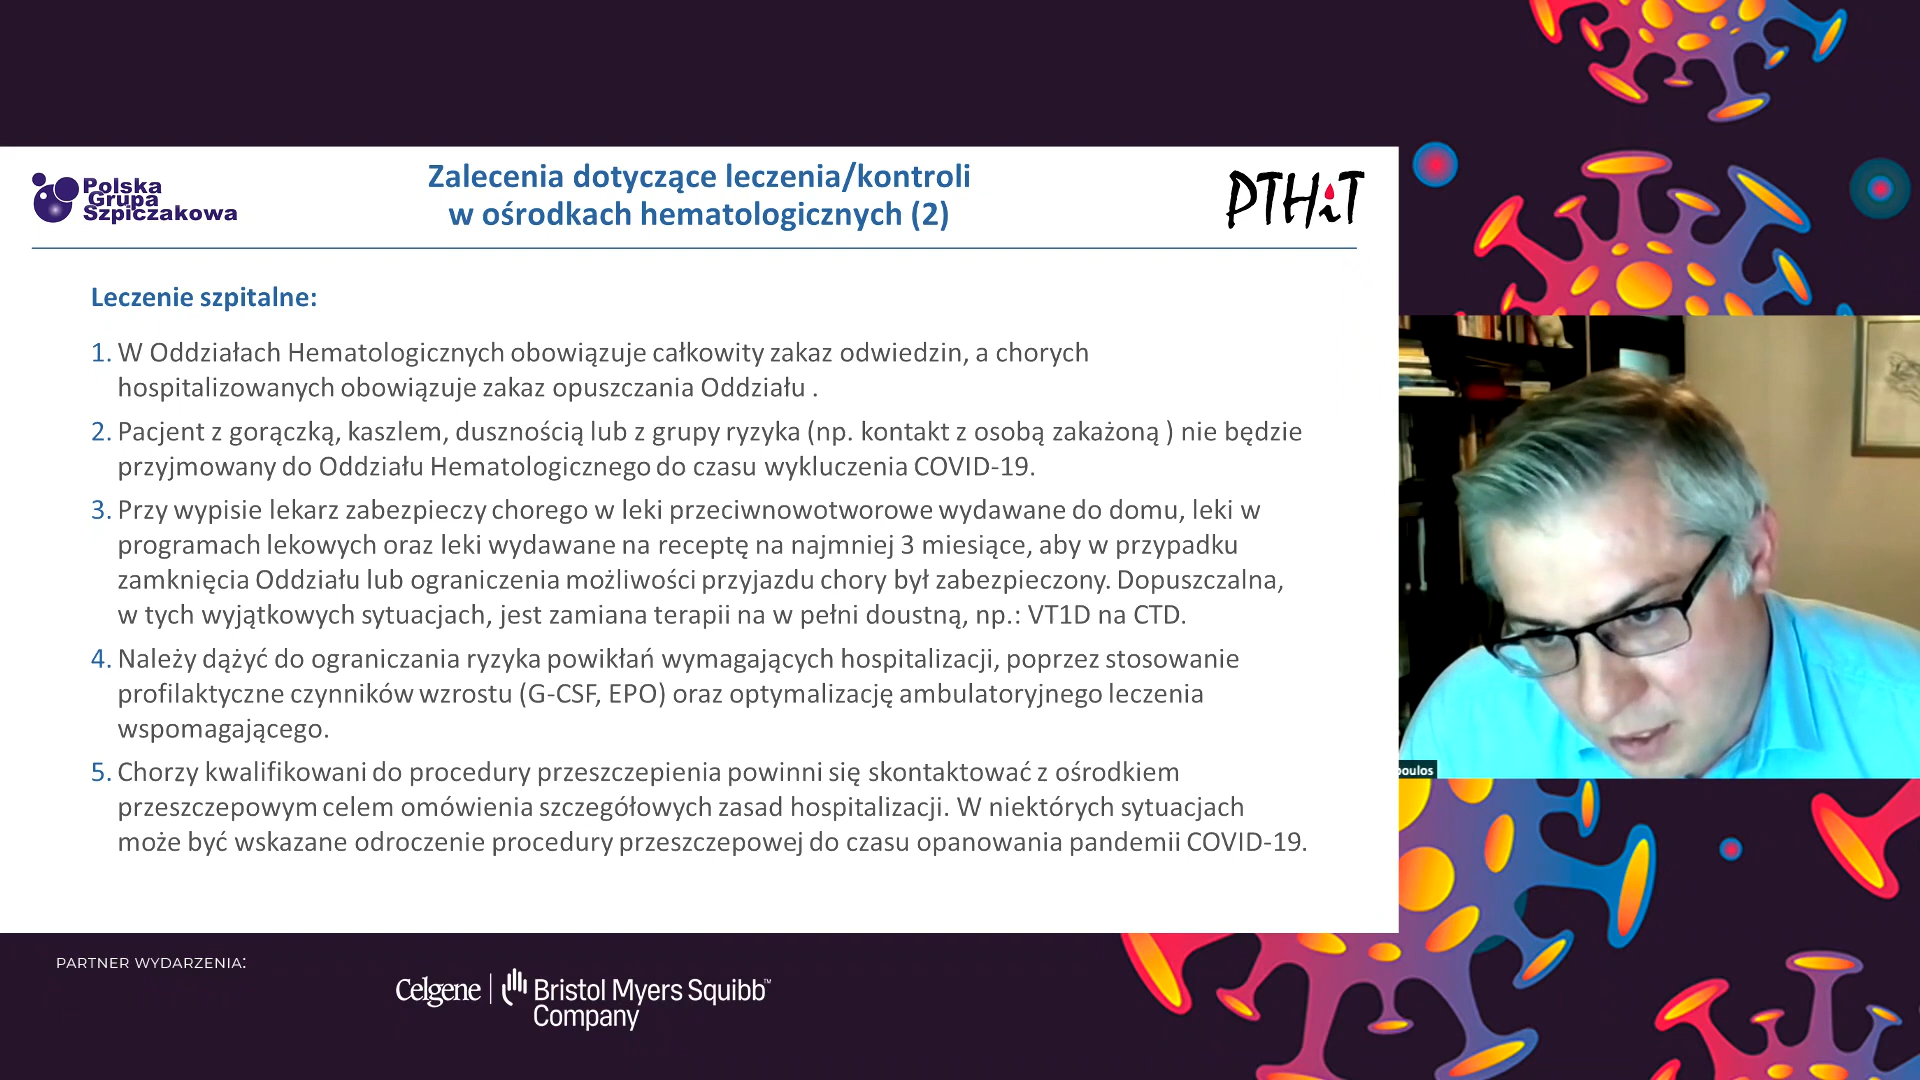 Polska
Grupa
Szpiczakowa
Zalecenia dotyczące leczenia/kontroli
w ośrodkach hematologicznych (2)
PTHiT
Leczenie szpitalne:
1. W Oddziałach Hematologicznych obowiązuje całkowity zakaz odwiedzin, a chorych
hospitalizowanych obowiązuje zakaz opuszczania Oddziału .
2. Pacjent z gorączką, kaszlem, dusznością lub z grupy ryzyka (np. kontakt z osobą zakażoną ) nie będzie
przyjmowany do Oddziału Hematologicznego do czasu wykluczenia COVID-19.
3. Przy wypisie lekarz zabezpieczy chorego w leki przeciwnowotworowe wydawane do domu, leki w
programach lekowych oraz leki wydawane na receptę na najmniej 3 miesiące, aby w przypadku
zamknięcia Oddziału lub ograniczenia możliwości przyjazdu chory był zabezpieczony. Dopuszczalna,
w tych wyjątkowych sytuacjach, jest zamiana terapii na w pełni doustną, np.: VT1D na CTD.
4. Należy dążyć do ograniczania ryzyka powikłań wymagających hospitalizacji, poprzez stosowanie
profilaktyczne czynników wzrostu (G-CSF, EPO) oraz optymalizację ambulatoryjnego leczenia
wspomagającego.
5. Chorzy kwalifikowani do procedury przeszczepienia powinni się skontaktować z ośrodkiem
przeszczepowym celem omówienia szczegółowych zasad hospitalizacji. W niektórych sytuacjach
może być wskazane odroczenie procedury przeszczepowej do czasu opanowania pandemii COVID-19.
poulos
PARTNER WYDARZENIA:
Celgene | Bristol Myers Squibb™
Company